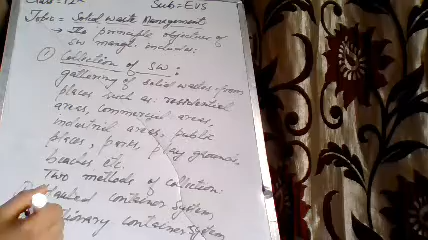 Class = 12th Sub = EVS
Topic = Solid Waste Management
→ The principle objectives of
SW mangt. includes:
① Collection of SW:
gathering of solid wastes from
places such as residential
areas, commercial areas,
industrial areas, public
places, parks, play grounds,
beaches etc.
Two methods of collection:
hauled container system
container system